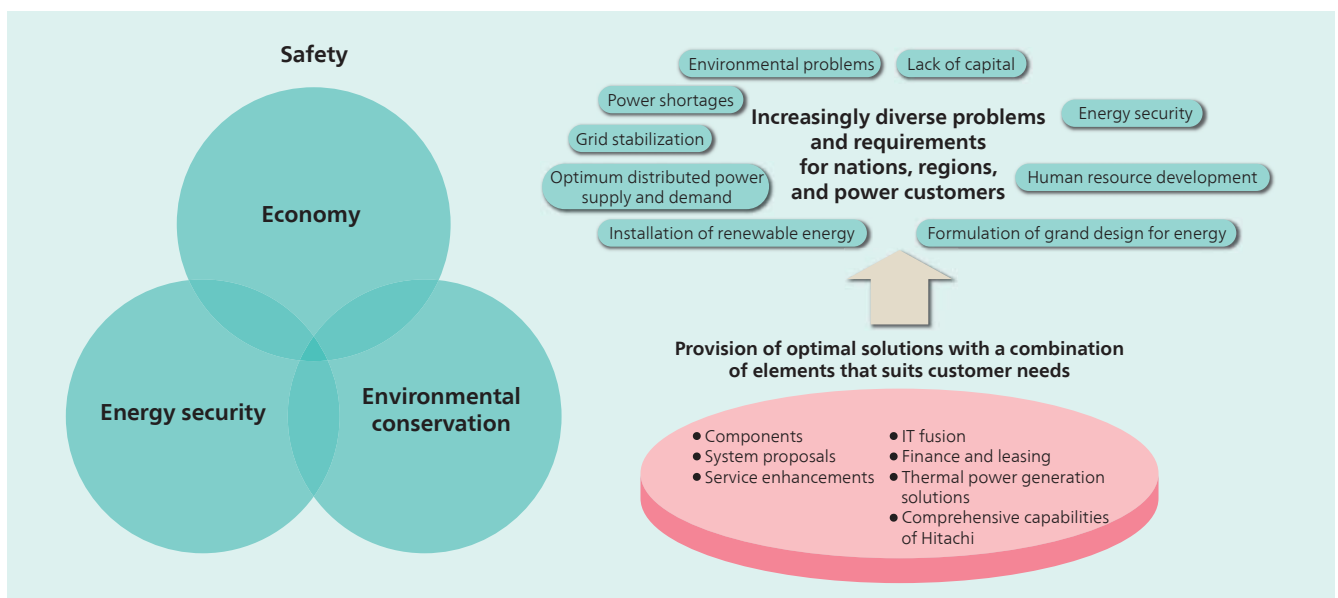 Safety
Economy
Energy security
Environmental
conservation
Environmental problems
Lack of capital
Power shortages
Energy security
Grid stabilization
Increasingly diverse problems
and requirements
for nations, regions,
and power customers
Optimum distributed power
supply and demand
Human resource development
Installation of renewable energy
Formulation of grand design for energy
Provision of optimal solutions with a combination
of elements that suits customer needs
● Components
● System proposals
● Service enhancements
● IT fusion
● Finance and leasing
● Thermal power generation
solutions
● Comprehensive capabilities
of Hitachi